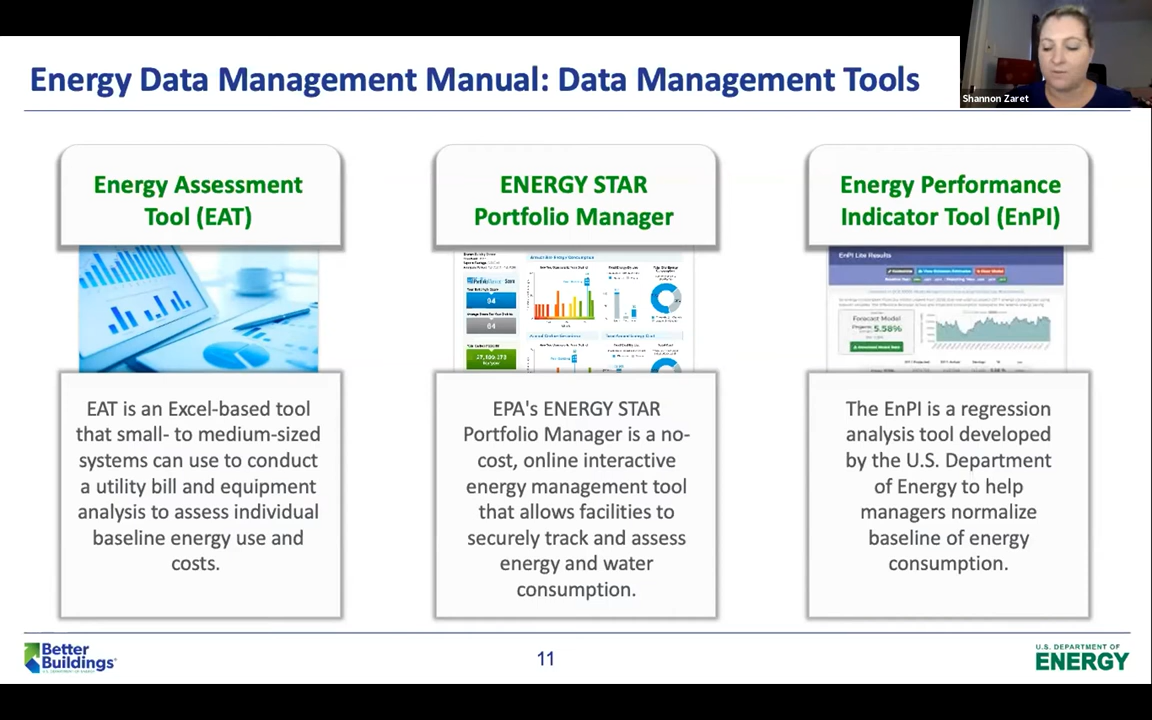 Energy Data Management Manual: Data Management Tools
Shannon Zaret
Energy Assessment
Tool (EAT)
EAT is an Excel-based tool
that small- to medium-sized
systems can use to conduct
a utility bill and equipment
analysis to assess individual
baseline energy use and
costs.
ENERGY STAR
Portfolio Manager
94
EPA's ENERGY STAR
Portfolio Manager is a no-
cost, online interactive
energy management tool
that allows facilities to
securely track and assess
energy and water
consumption.
Energy Performance
Indicator Tool (EnPI)
EnPI Lite Results
Forecast Model
5.58%
The EnPI is a regression
analysis tool developed
by the U.S. Department
of Energy to help
managers normalize
baseline of energy
consumption.
Better
Buildings
U.S. DEPARTMENT OF ENERGY
11
U.S. DEPARTMENT OF
ENERGY